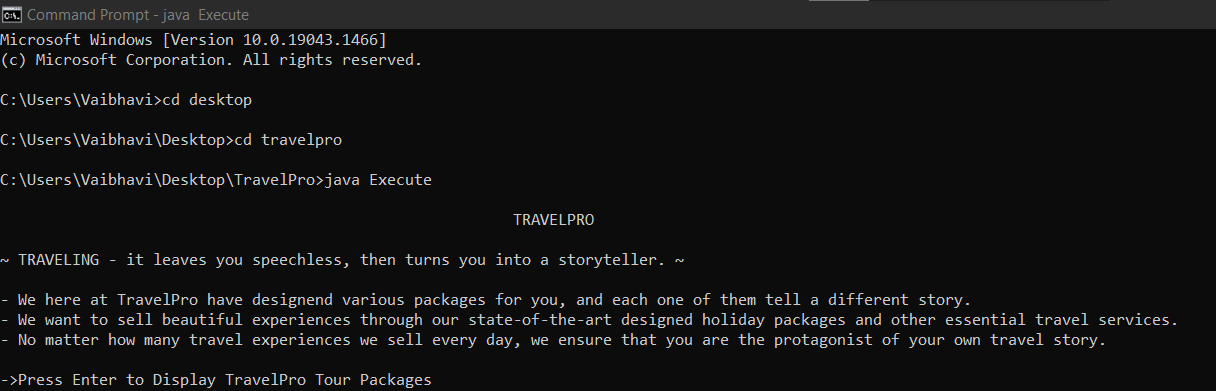 Command Prompt - java  Execute
Microsoft Windows [Version 10.0.19043.1466]
(c) Microsoft Corporation. All rights reserved.
C:\Users\Vaibhavi>cd desktop
C:\Users\Vaibhavi\Desktop>cd travelpro
C:\Users\Vaibhavi\Desktop\TravelPro>java Execute
TRAVELPRO
~ TRAVELING - it leaves you speechless, then turns you into a storyteller. ~
- We here at TravelPro have designend various packages for you, and each one of them tell a different story.
- We want to sell beautiful experiences through our state-of-the-art designed holiday packages and other essential travel services.
- No matter how many travel experiences we sell every day, we ensure that you are the protagonist of your own travel story.
->Press Enter to Display TravelPro Tour Packages